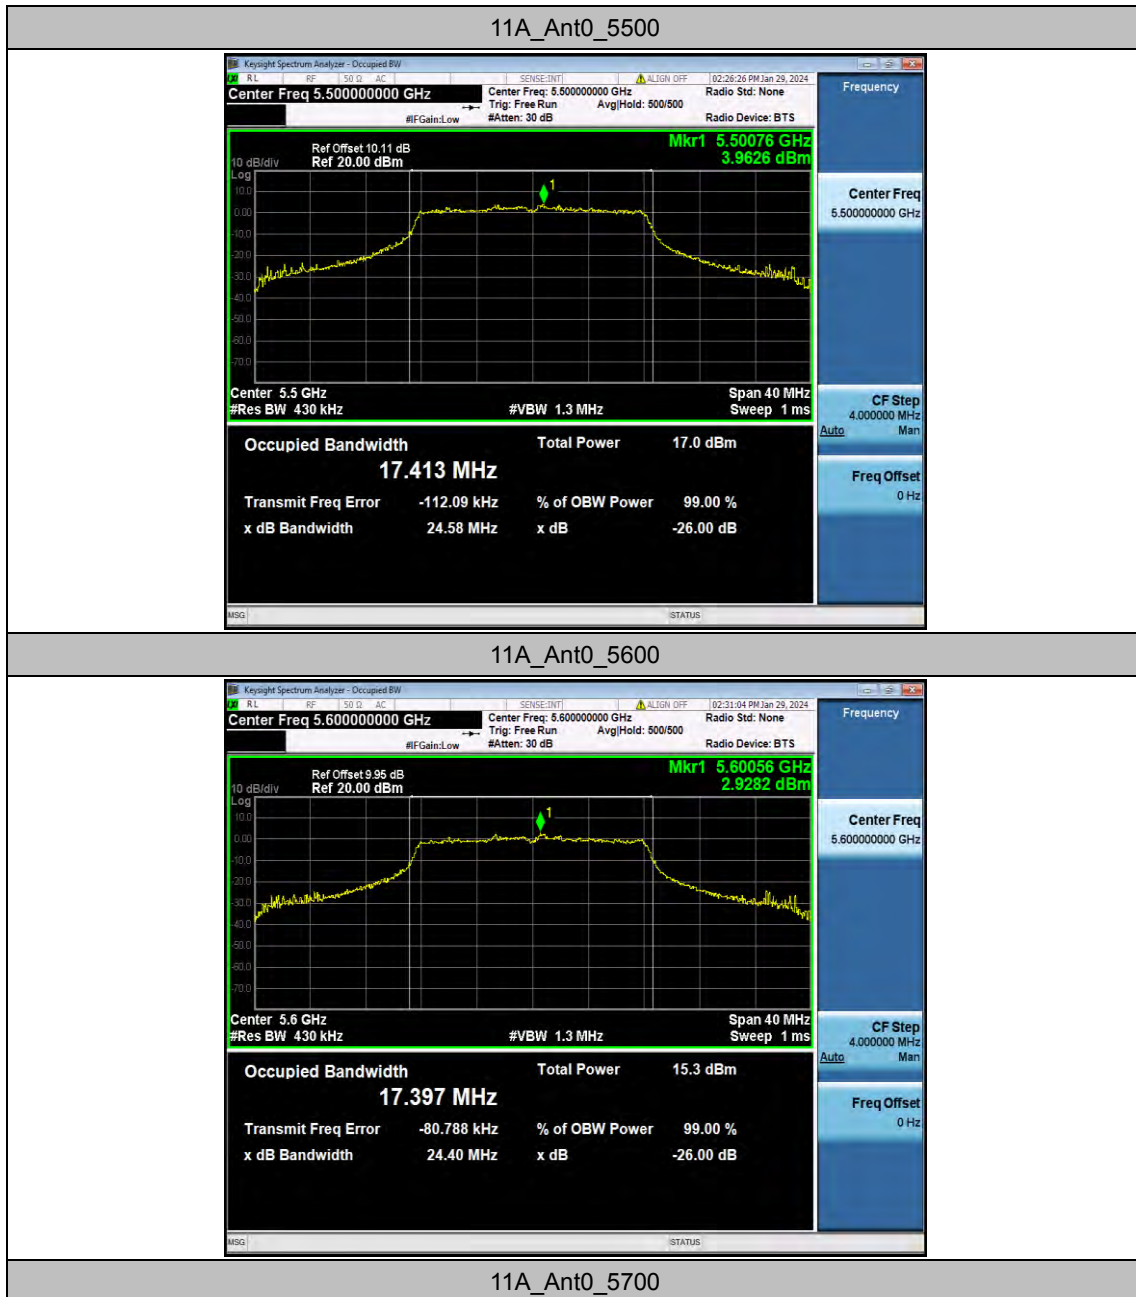 11A_Ant0_5500
Keysight Spectrum Analyzer - Occupied BW
RL RF 50 Ω AC SENSE:INT ALIGN OFF 02:26:26 PM Jan 29, 2024
Center Freq 5.500000000 GHz
Center Freq: 5.500000000 GHz
Radio Std: None
Trig: Free Run Avg|Hold: 500/500
#IFGain:Low
#Atten: 30 dB
Radio Device: BTS
Frequency
Mkr1 5.50076 GHz
3.9626 dBm
Ref Offset 10.11 dB
10 dB/div Ref 20.00 dBm
Log
10.0
0.00
-10.0
-20.0
-30.0
-40.0
-50.0
-60.0
-70.0
1
Center 5.5 GHz Span 40 MHz
#Res BW 430 kHz #VBW 1.3 MHz Sweep 1 ms
Center Freq
5.500000000 GHz
CF Step
4.000000 MHz
Auto Man
Freq Offset
0 Hz
Occupied Bandwidth Total Power 17.0 dBm
17.413 MHz
Transmit Freq Error -112.09 kHz % of OBW Power 99.00 %
x dB Bandwidth 24.58 MHz x dB -26.00 dB
MSG STATUS
11A_Ant0_5600
Keysight Spectrum Analyzer - Occupied BW
RL RF 50 Ω AC SENSE:INT ALIGN OFF 02:31:04 PM Jan 29, 2024
Center Freq 5.600000000 GHz
Center Freq: 5.600000000 GHz
Radio Std: None
Trig: Free Run Avg|Hold: 500/500
#IFGain:Low
#Atten: 30 dB
Radio Device: BTS
Frequency
Mkr1 5.60056 GHz
2.9282 dBm
Ref Offset 9.95 dB
10 dB/div Ref 20.00 dBm
Log
10.0
0.00
-10.0
-20.0
-30.0
-40.0
-50.0
-60.0
-70.0
1
Center 5.6 GHz Span 40 MHz
#Res BW 430 kHz #VBW 1.3 MHz Sweep 1 ms
Center Freq
5.600000000 GHz
CF Step
4.000000 MHz
Auto Man
Freq Offset
0 Hz
Occupied Bandwidth Total Power 15.3 dBm
17.397 MHz
Transmit Freq Error -80.788 kHz % of OBW Power 99.00 %
x dB Bandwidth 24.40 MHz x dB -26.00 dB
MSG STATUS
11A_Ant0_5700